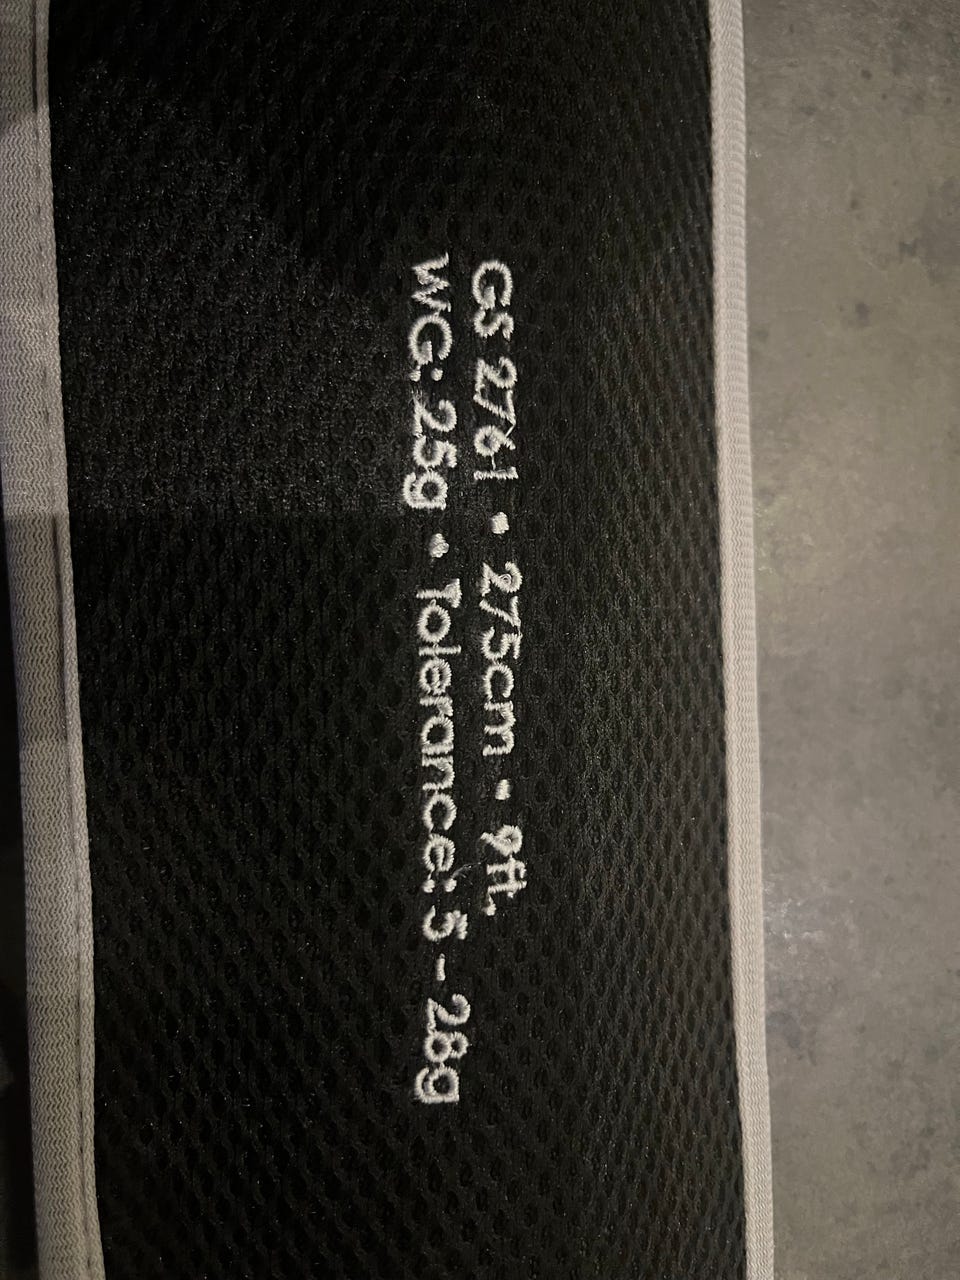 GS 2761 • 275cm • 9ft.
WG: 25g • Tolerance: 5 - 28g